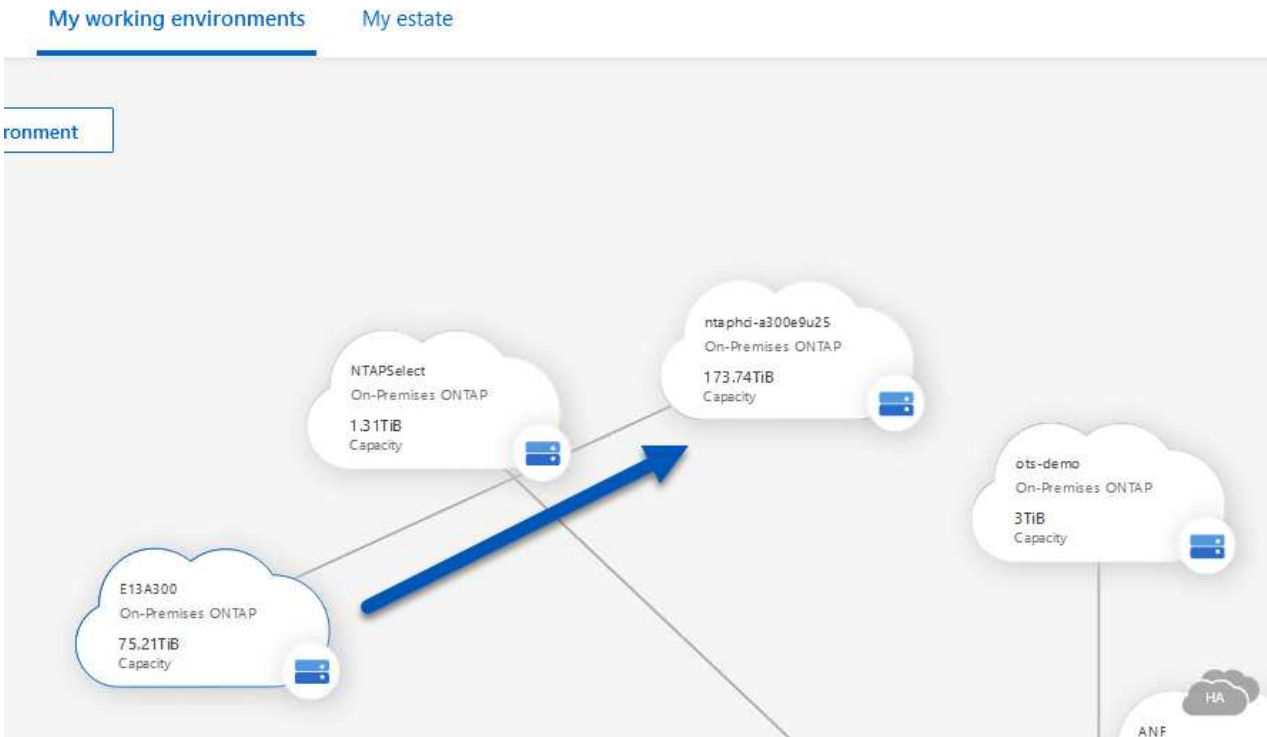 My working environments
My estate
ronment
ntaphci-a300e9u25
On-Premises ONTAP
173.74TiB
Capacity
NTAPSelect
On-Premises ONTAP
1.31TiB
Capacity
ots-demo
On-Premises ONTAP
3TiB
Capacity
E13A300
On-Premises ONTAP
75.21TiB
Capacity
HA
ANF